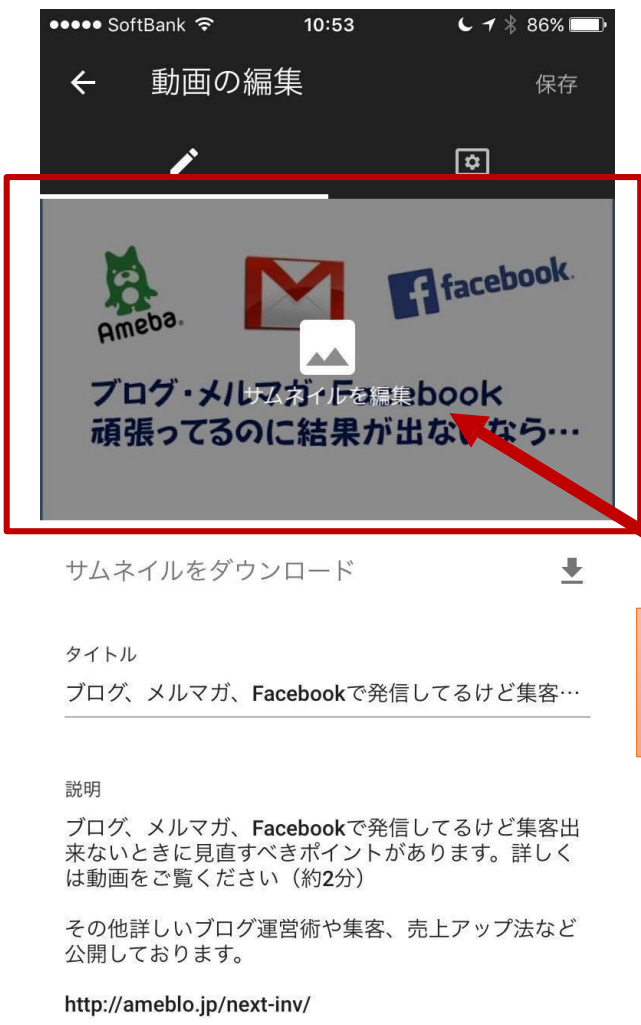 SoftBank 10:53 86%
動画の編集 保存
Ameba.
facebook.
サムネイルを編集
ブログ・メルマガ・Facebook
頑張ってるのに結果が出ないなら…
サムネイルをダウンロード
タイトル
ブログ、メルマガ、Facebookで発信してるけど集客…
説明
ブログ、メルマガ、Facebookで発信してるけど集客出
来ないときに見直すべきポイントがあります。詳しく
は動画をご覧ください（約2分）
その他詳しいブログ運営術や集客、売上アップ法など
公開しております。
http://ameblo.jp/next-inv/